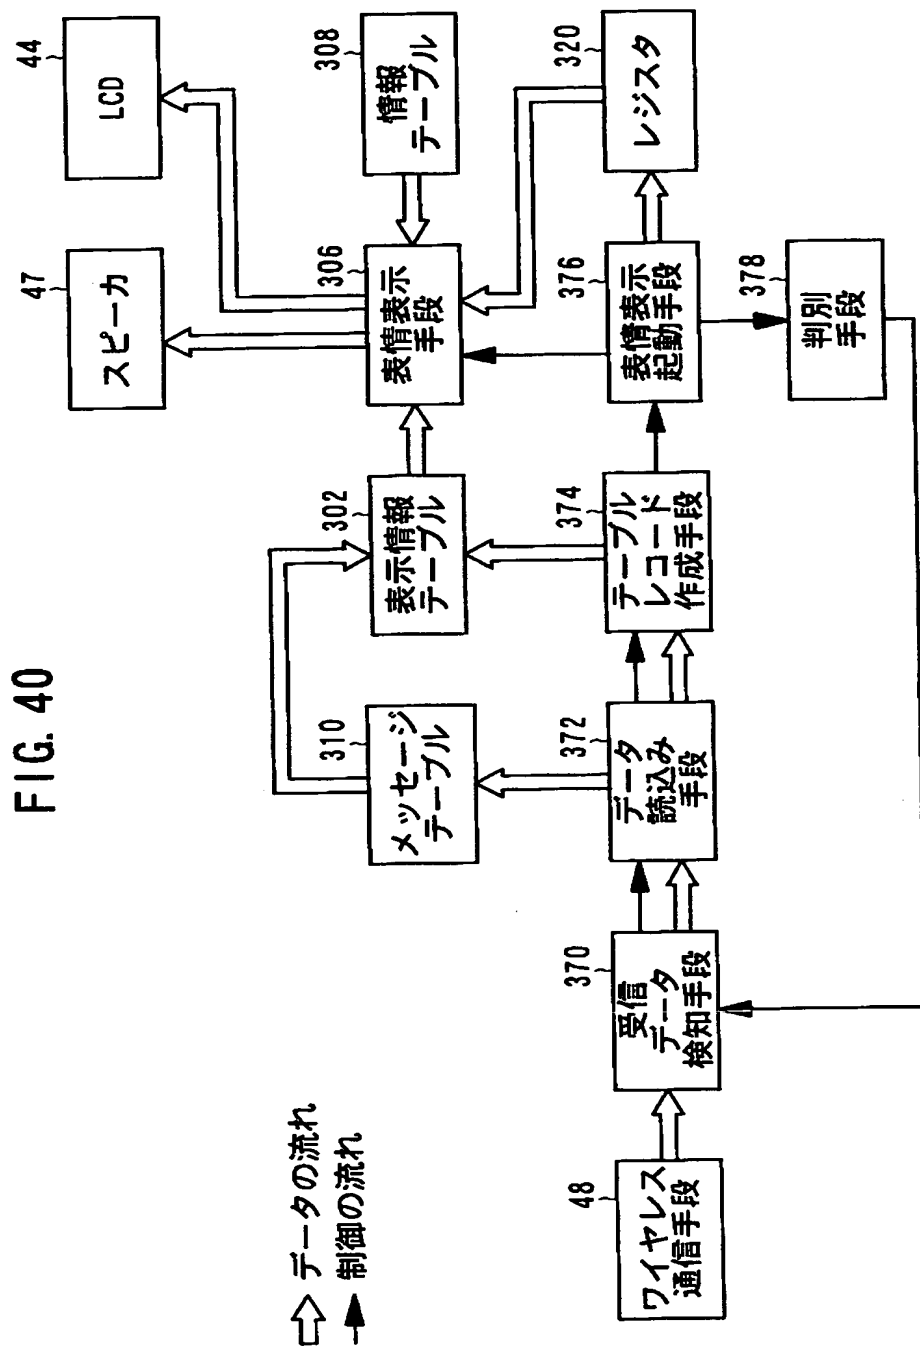 FIG. 40
データの流れ
制御の流れ
44
LCD
47
スピーカ
308
情報
テーブル
306
表情表示
手段
302
表示情報
テーブル
310
メッセージ
テーブル
320
レジスタ
376
表情表示
起動手段
374
テーブル
レコード
作成手段
372
データ
読込み
手段
370
受信
データ
検知手段
48
ワイヤレス
通信手段
378
判別
手段